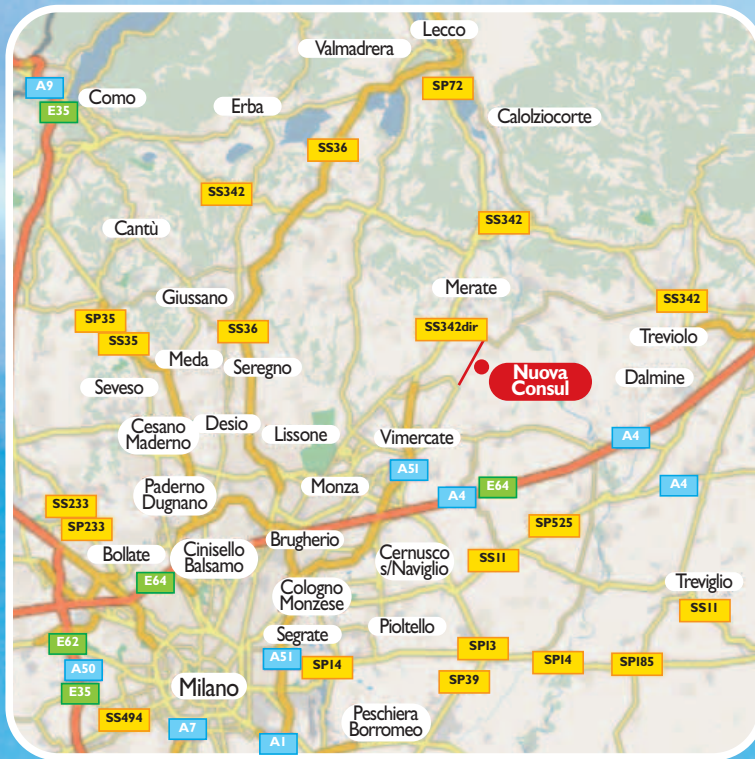 Lecco
Valmadrera
A9
SP72
Como
E35
Erba
Calolziocorte
SS36
SS342
SS342
Cantù
Merate
Giussano
SS342
SP35
SS36
SS342dir
SS35
Treviolo
Meda
Seregno
Nuova
Consul
Dalmine
Seveso
Cesano
Maderno
Desio
Lissone
Vimercate
A4
A51
Paderno
Dugnano
Monza
A4
E64
A4
SS233
SP233
SP525
Bollate
Cinisello
Balsamo
Brugherio
Cernusco
s/Naviglio
SS11
E64
Cologno
Monzese
Treviglio
SS11
Segrate
Pioltello
E62
SP13
A50
A51
SP14
SP14
SP185
E35
Milano
SP39
SS494
A7
Peschiera
Borromeo
A1